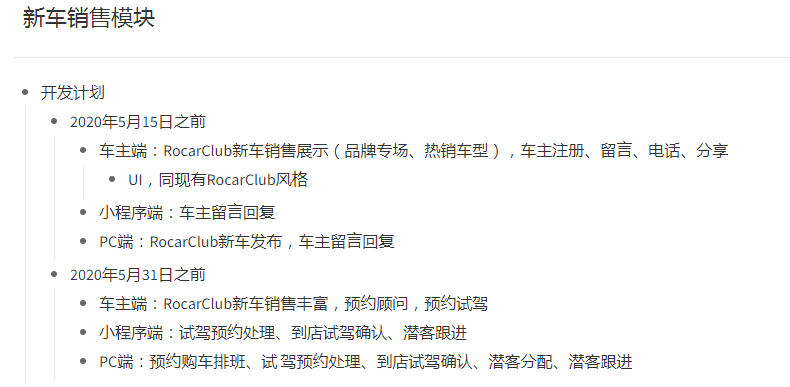 新车销售模块
开发计划
2020年5月15日之前
车主端：RocarClub新车销售展示（品牌专场、热销车型），车主注册、留言、电话、分享
UI，同现有RocarClub风格
小程序端：车主留言回复
PC端：RocarClub新车发布，车主留言回复
2020年5月31日之前
车主端：RocarClub新车销售丰富，预约顾问，预约试驾
小程序端：试驾预约处理、到店试驾确认、潜客跟进
PC端：预约购车排班、试驾预约处理、到店试驾确认、潜客分配、潜客跟进